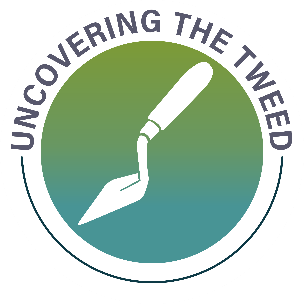 UNCOVERING THE TWEED